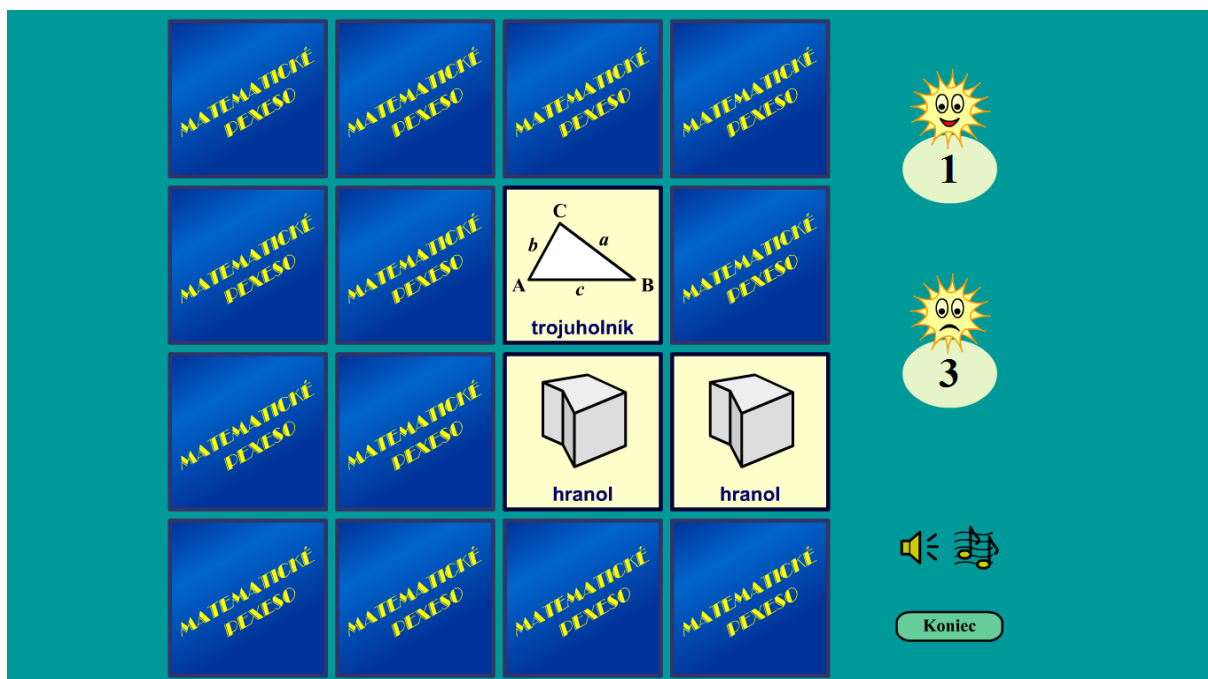 MATEMATICKÉ
PEXESO
MATEMATICKÉ
PEXESO
MATEMATICKÉ
PEXESO
MATEMATICKÉ
PEXESO
1
MATEMATICKÉ
PEXESO
MATEMATICKÉ
PEXESO
C
b a
A c B
trojuholník
MATEMATICKÉ
PEXESO
3
MATEMATICKÉ
PEXESO
MATEMATICKÉ
PEXESO
hranol
hranol
MATEMATICKÉ
PEXESO
MATEMATICKÉ
PEXESO
MATEMATICKÉ
PEXESO
MATEMATICKÉ
PEXESO
Koniec